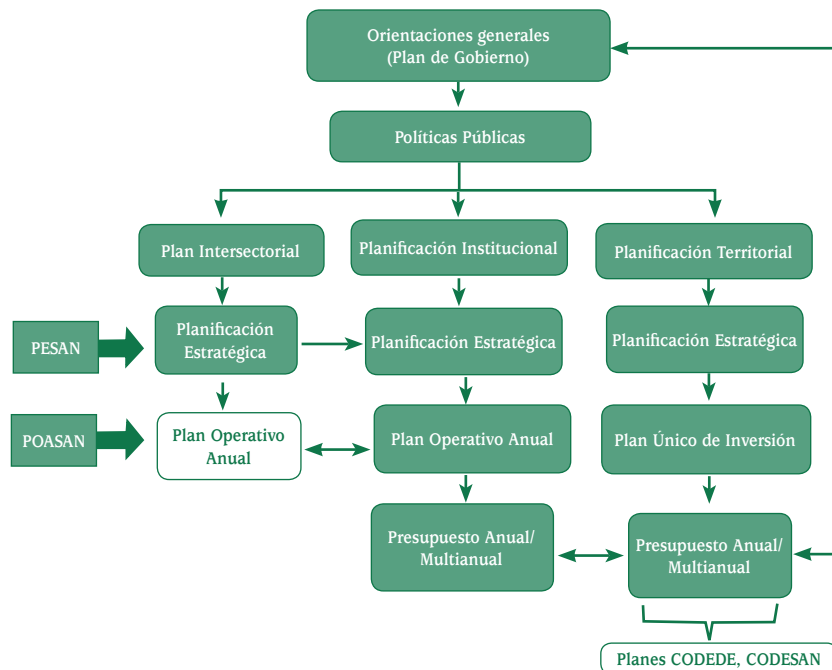 Orientaciones generales
(Plan de Gobierno)
Políticas Públicas
Plan Intersectorial
Planificación Institucional
Planificación Territorial
PESAN
Planificación
Estratégica
Planificación Estratégica
Planificación Estratégica
POASAN
Plan Operativo
Anual
Plan Operativo Anual
Plan Único de Inversión
Presupuesto Anual/
Multianual
Presupuesto Anual/
Multianual
Planes CODEDE, CODESAN